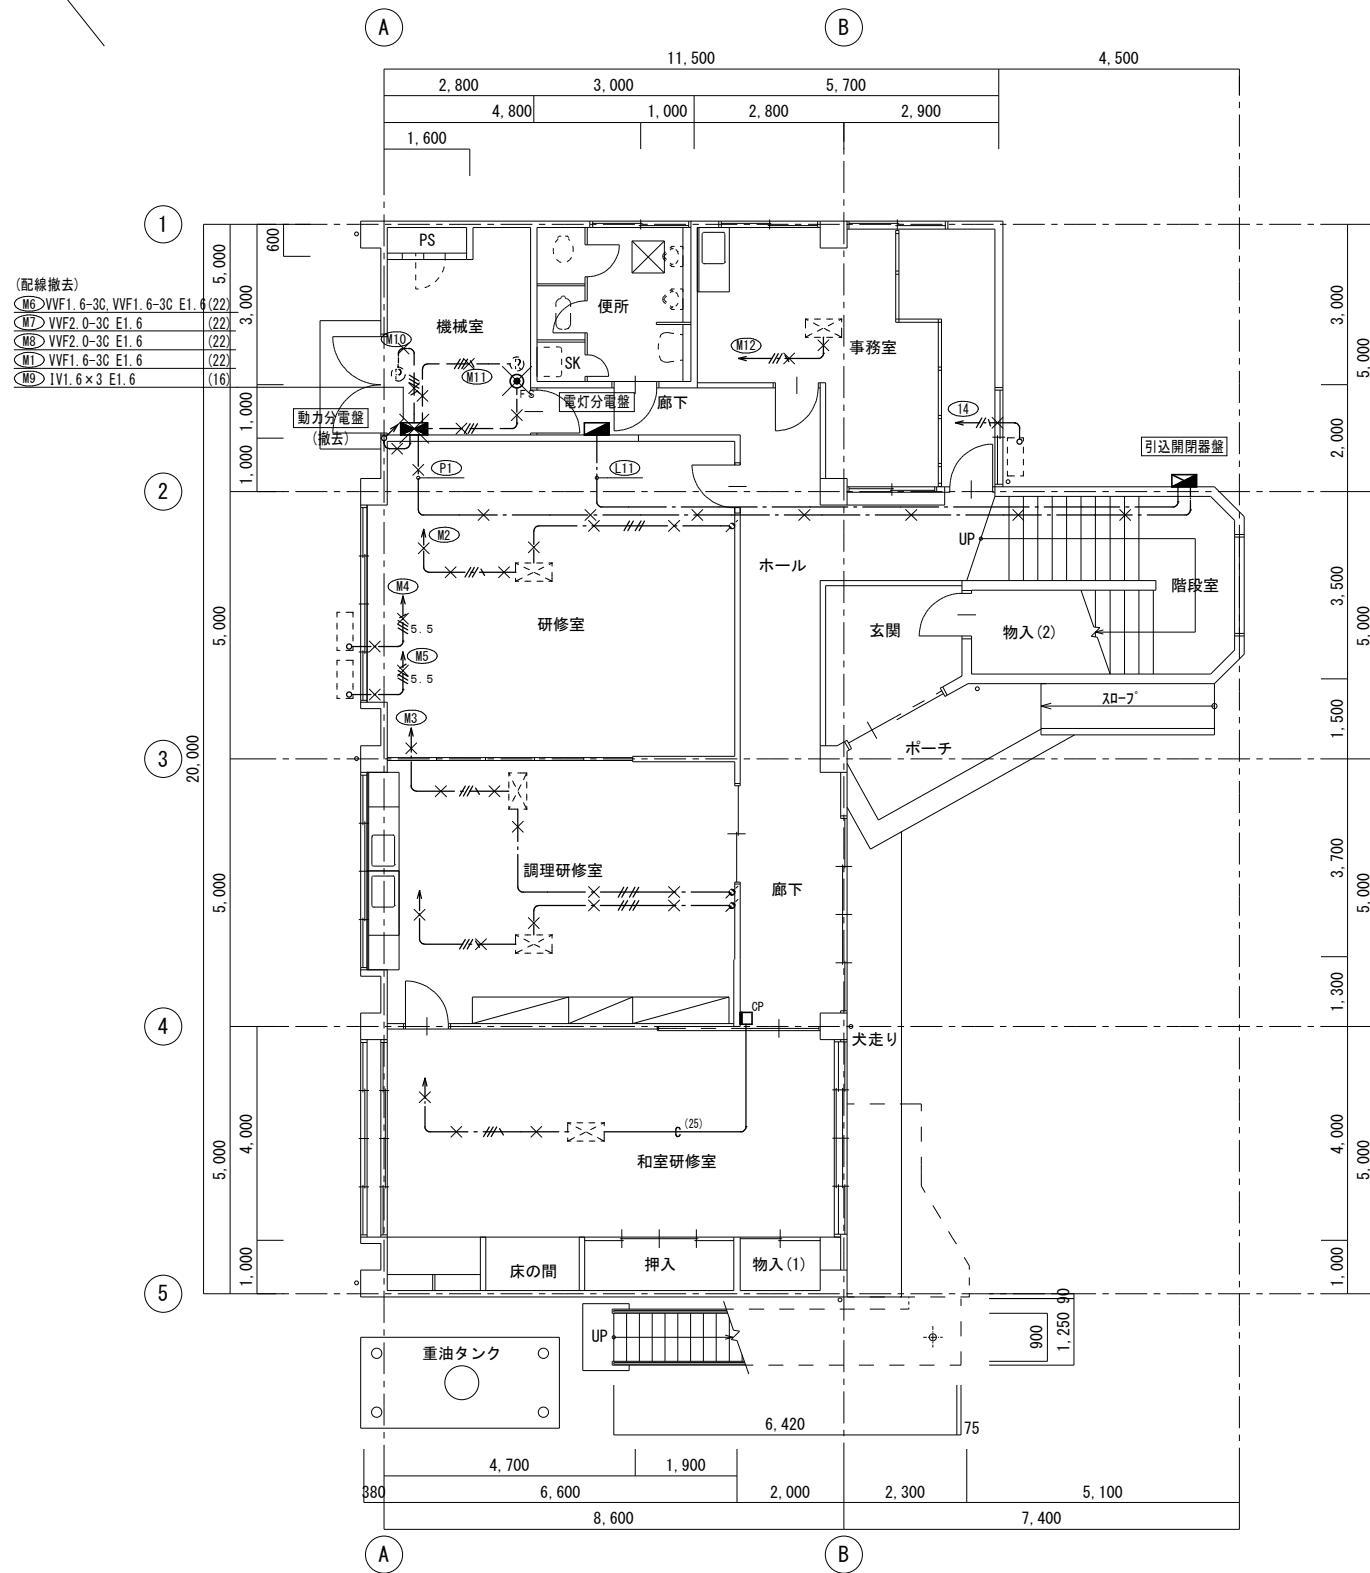 A
B
11,500
4,500
2,800
3,000
5,700
4,800
1,000
2,800
2,900
1,600
1
600
5,000
3,000
PS
(配線撤去)
M6 VVF1.6-3C, VVF1.6-3C E1.6(22)
M7 VVF2.0-3C E1.6 (22)
M8 VVF2.0-3C E1.6 (22)
M1 VVF1.6-3C E1.6 (22)
M9 IV1.6×3 E1.6 (16)
機械室
便所
事務室
3,000
5,000
M10
M11
M12
SK
FS
電灯分電盤
廊下
動力分電盤
(撤去)
1,000
14
引込開閉器盤
2,000
1,000
P1
L11
2
M2
UP
ホール
M4
階段室
3,500
5.5
研修室
玄関
物入(2)
5,000
5,000
M5
5.5
M3
スロープ
1,500
ポーチ
3
20,000
調理研修室
廊下
3,700
5,000
5,000
1,300
CP
4
犬走り
4,000
(25)
和室研修室
4,000
5,000
5,000
1,000
床の間
押入
物入(1)
1,000
5
UP
重油タンク
900
1,250
90
6,420
75
4,700
1,900
380
6,600
2,000
2,300
5,100
8,600
7,400
A
B